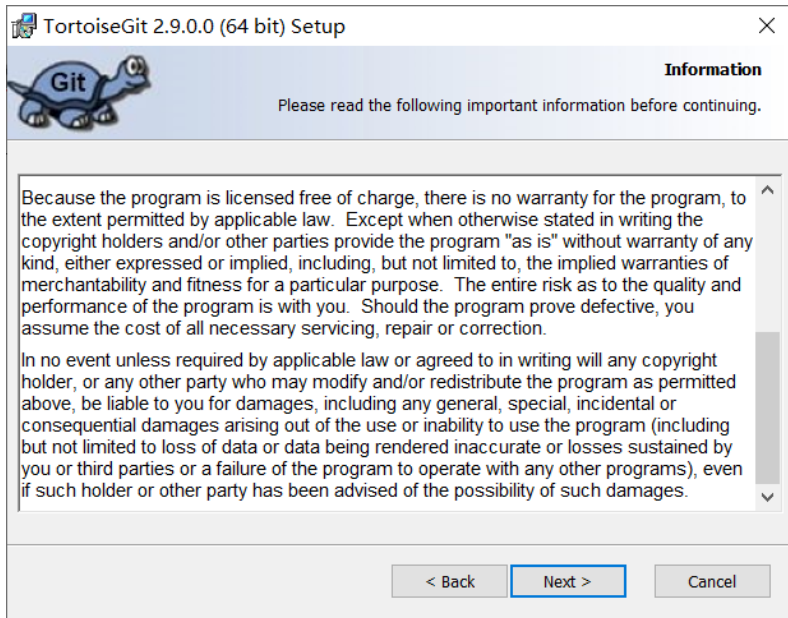 TortoiseGit 2.9.0.0 (64 bit) Setup
Git
Information
Please read the following important information before continuing.
Because the program is licensed free of charge, there is no warranty for the program, to
the extent permitted by applicable law.  Except when otherwise stated in writing the
copyright holders and/or other parties provide the program "as is" without warranty of any
kind, either expressed or implied, including, but not limited to, the implied warranties of
merchantability and fitness for a particular purpose.  The entire risk as to the quality and
performance of the program is with you.  Should the program prove defective, you
assume the cost of all necessary servicing, repair or correction.
In no event unless required by applicable law or agreed to in writing will any copyright
holder, or any other party who may modify and/or redistribute the program as permitted
above, be liable to you for damages, including any general, special, incidental or
consequential damages arising out of the use or inability to use the program (including
but not limited to loss of data or data being rendered inaccurate or losses sustained by
you or third parties or a failure of the program to operate with any other programs), even
if such holder or other party has been advised of the possibility of such damages.
< Back
Next >
Cancel